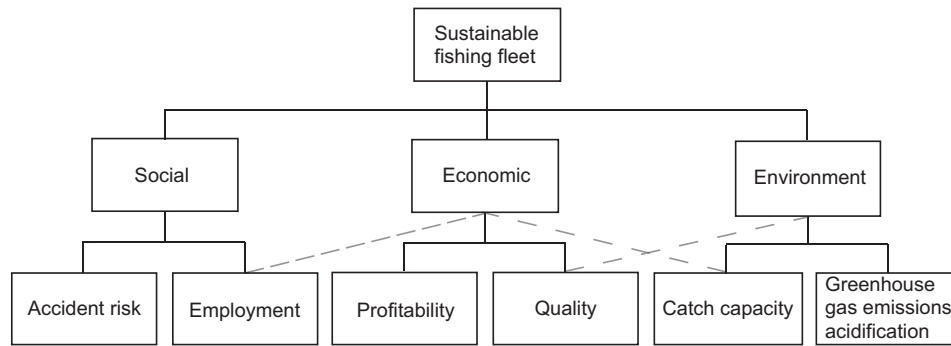 Sustainable
fishing fleet
Social
Economic
Environment
Accident risk
Employment
Profitability
Quality
Catch capacity
Greenhouse
gas emissions
acidification